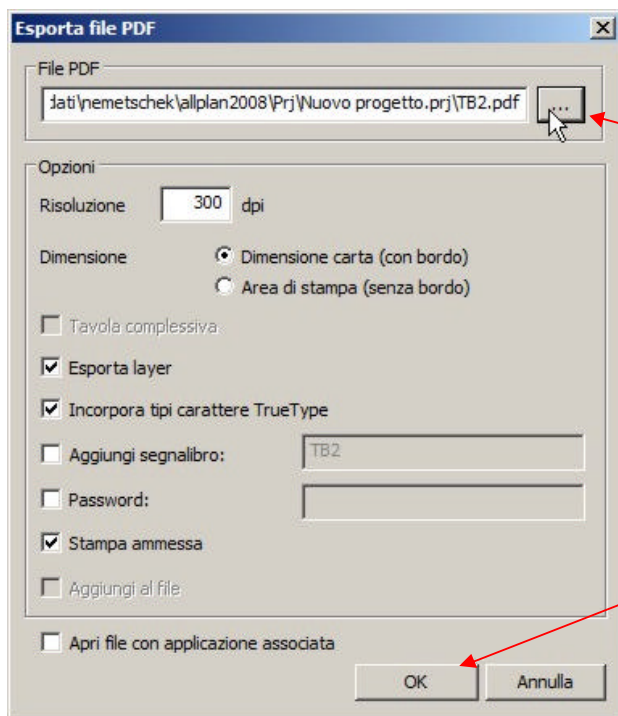 Esporta file PDF
File PDF
dati\nemetschek\allplan2008\Prj\Nuovo progetto.prj\TB2.pdf ...
Opzioni
Risoluzione 300 dpi
Dimensione Dimensione carta (con bordo)
Area di stampa (senza bordo)
Tavola complessiva
Esporta layer
Incorpora tipi carattere TrueType
Aggiungi segnalibro: TB2
Password:
Stampa ammessa
Aggiungi al file
Apri file con applicazione associata
OK Annulla